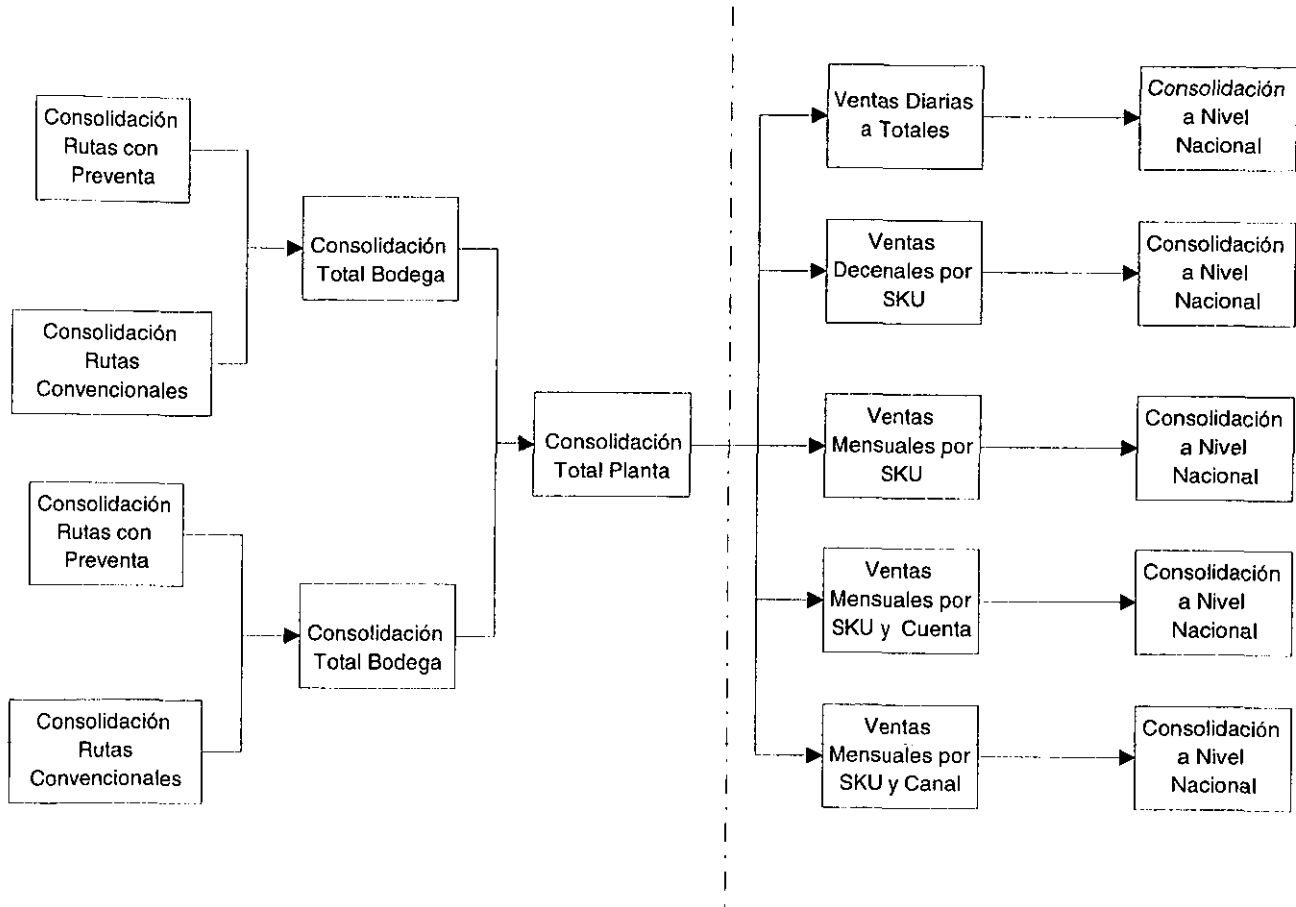 Consolidación
Rutas con
Preventa
Consolidación
Rutas
Convencionales
Consolidación
Total Bodega
Consolidación
Rutas con
Preventa
Consolidación
Rutas
Convencionales
Consolidación
Total Bodega
Consolidación
Total Planta
Ventas Diarias
a Totales
Consolidación
a Nivel
Nacional
Ventas
Decenales por
SKU
Consolidación
a Nivel
Nacional
Ventas
Mensuales por
SKU
Consolidación
a Nivel
Nacional
Ventas
Mensuales por
SKU y Cuenta
Consolidación
a Nivel
Nacional
Ventas
Mensuales por
SKU y Canal
Consolidación
a Nivel
Nacional